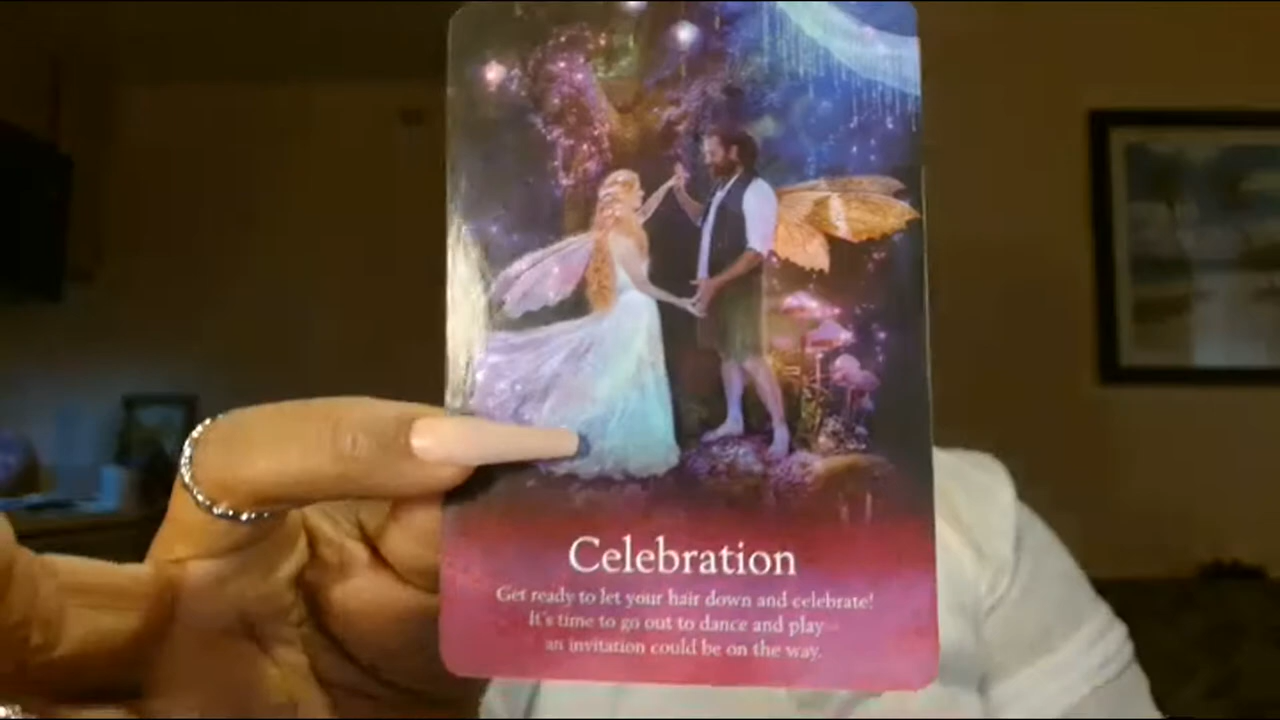 Celebration
Get ready to let your hair down and celebrate!
It's time to go out to dance and play
an invitation could be on the way.